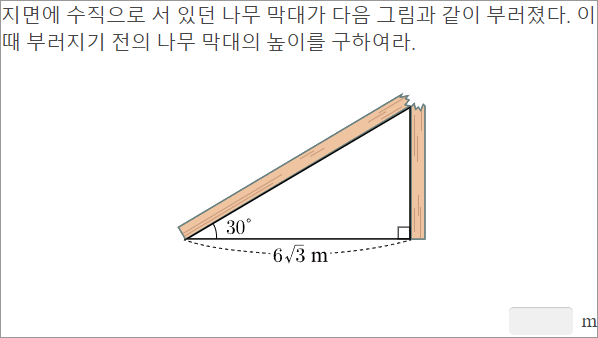 지면에 수직으로 서 있던 나무 막대가 다음 그림과 같이 부러졌다. 이
때 부러지기 전의 나무 막대의 높이를 구하여라.
30°
6√3 m
m